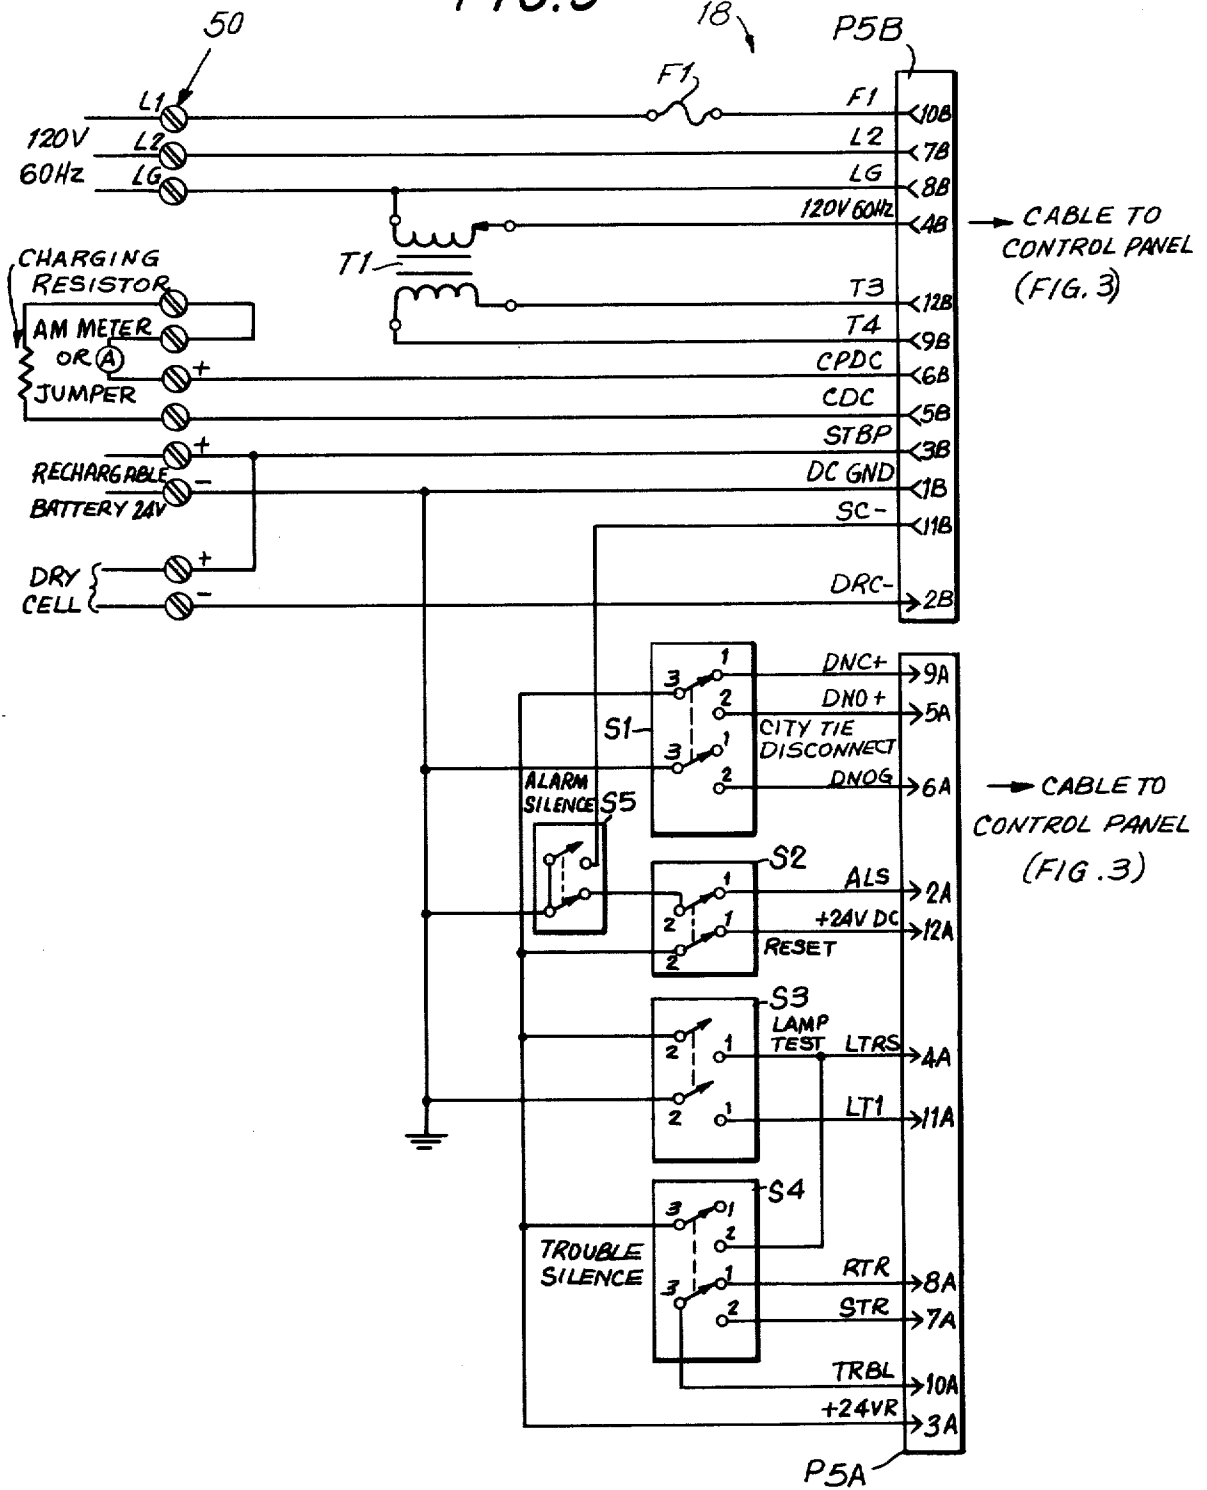 FIG.5
50
18
P5B
L1
F1
F1
10B
120V
60HZ
L2
L2
7B
LG
LG
8B
120V 60HZ
4B
CABLE TO
CONTROL PANEL
(FIG. 3)
T1
CHARGING
RESISTOR
T3
12B
AM METER
OR A
JUMPER
T4
9B
+
CPDC
6B
CDC
5B
+
STBP
3B
RECHARGABLE
BATTERY 24V
-
DC GND
1B
SC-
11B
DRY
CELL
+
-
DRC-
2B
S1
3
1
DNC+
9A
2
DNO+
5A
CITY TIE
DISCONNECT
3
1
2
DNOG
6A
CABLE TO
CONTROL PANEL
(FIG.3)
ALARM
SILENCE
S5
S2
2
1
ALS
2A
2
1
+24V DC
12A
RESET
S3
LAMP
TEST
2
1
LTRS
4A
2
1
LT1
11A
S4
3
1
2
TROUBLE
SILENCE
3
1
RTR
8A
2
STR
7A
TRBL
10A
+24VR
3A
P5A